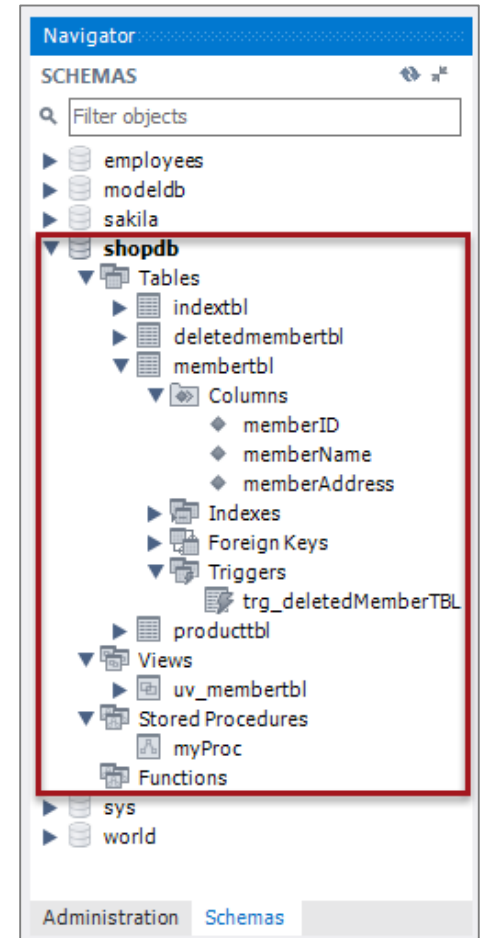 Navigator
SCHEMAS
Filter objects
employees
modeldb
sakila
shopdb
Tables
indextbl
deletedmembertbl
membertbl
Columns
memberID
memberName
memberAddress
Indexes
Foreign Keys
Triggers
trg_deletedMemberTBL
producttbl
Views
uv_membertbl
Stored Procedures
myProc
Functions
sys
world
Administration Schemas